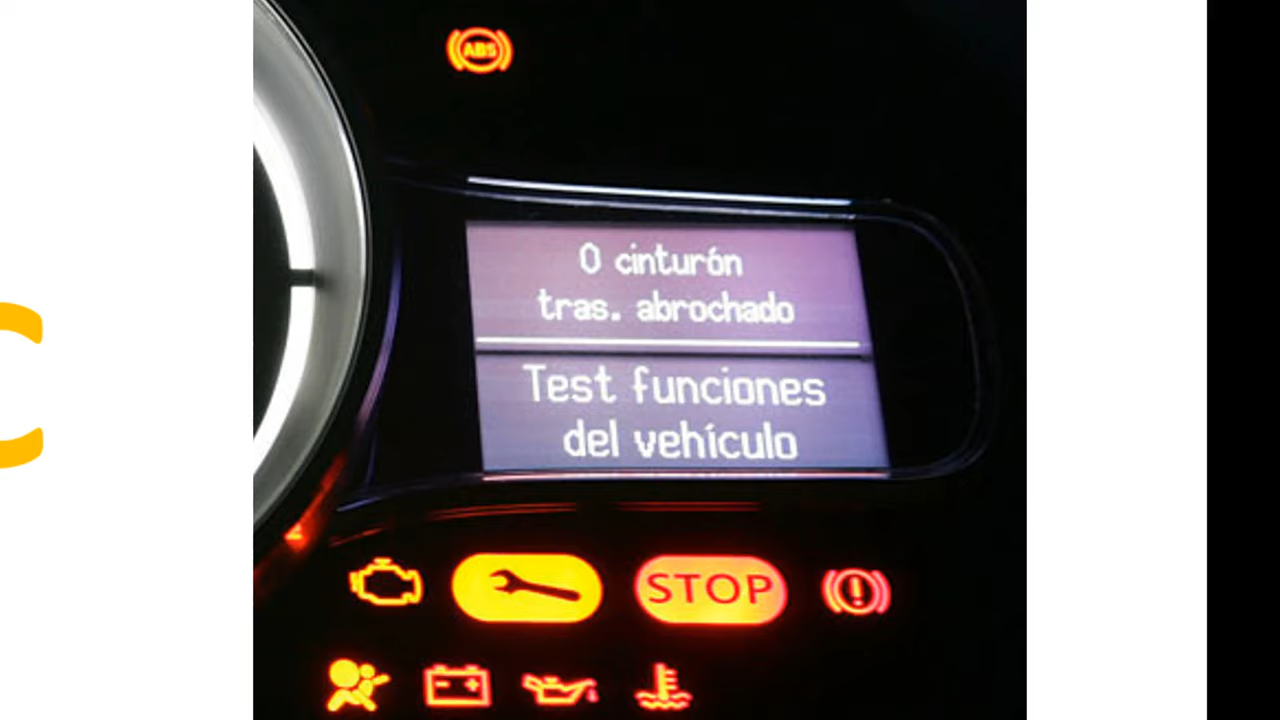 ABS
0 cinturón
tras. abrochado
Test funciones
del vehículo
STOP